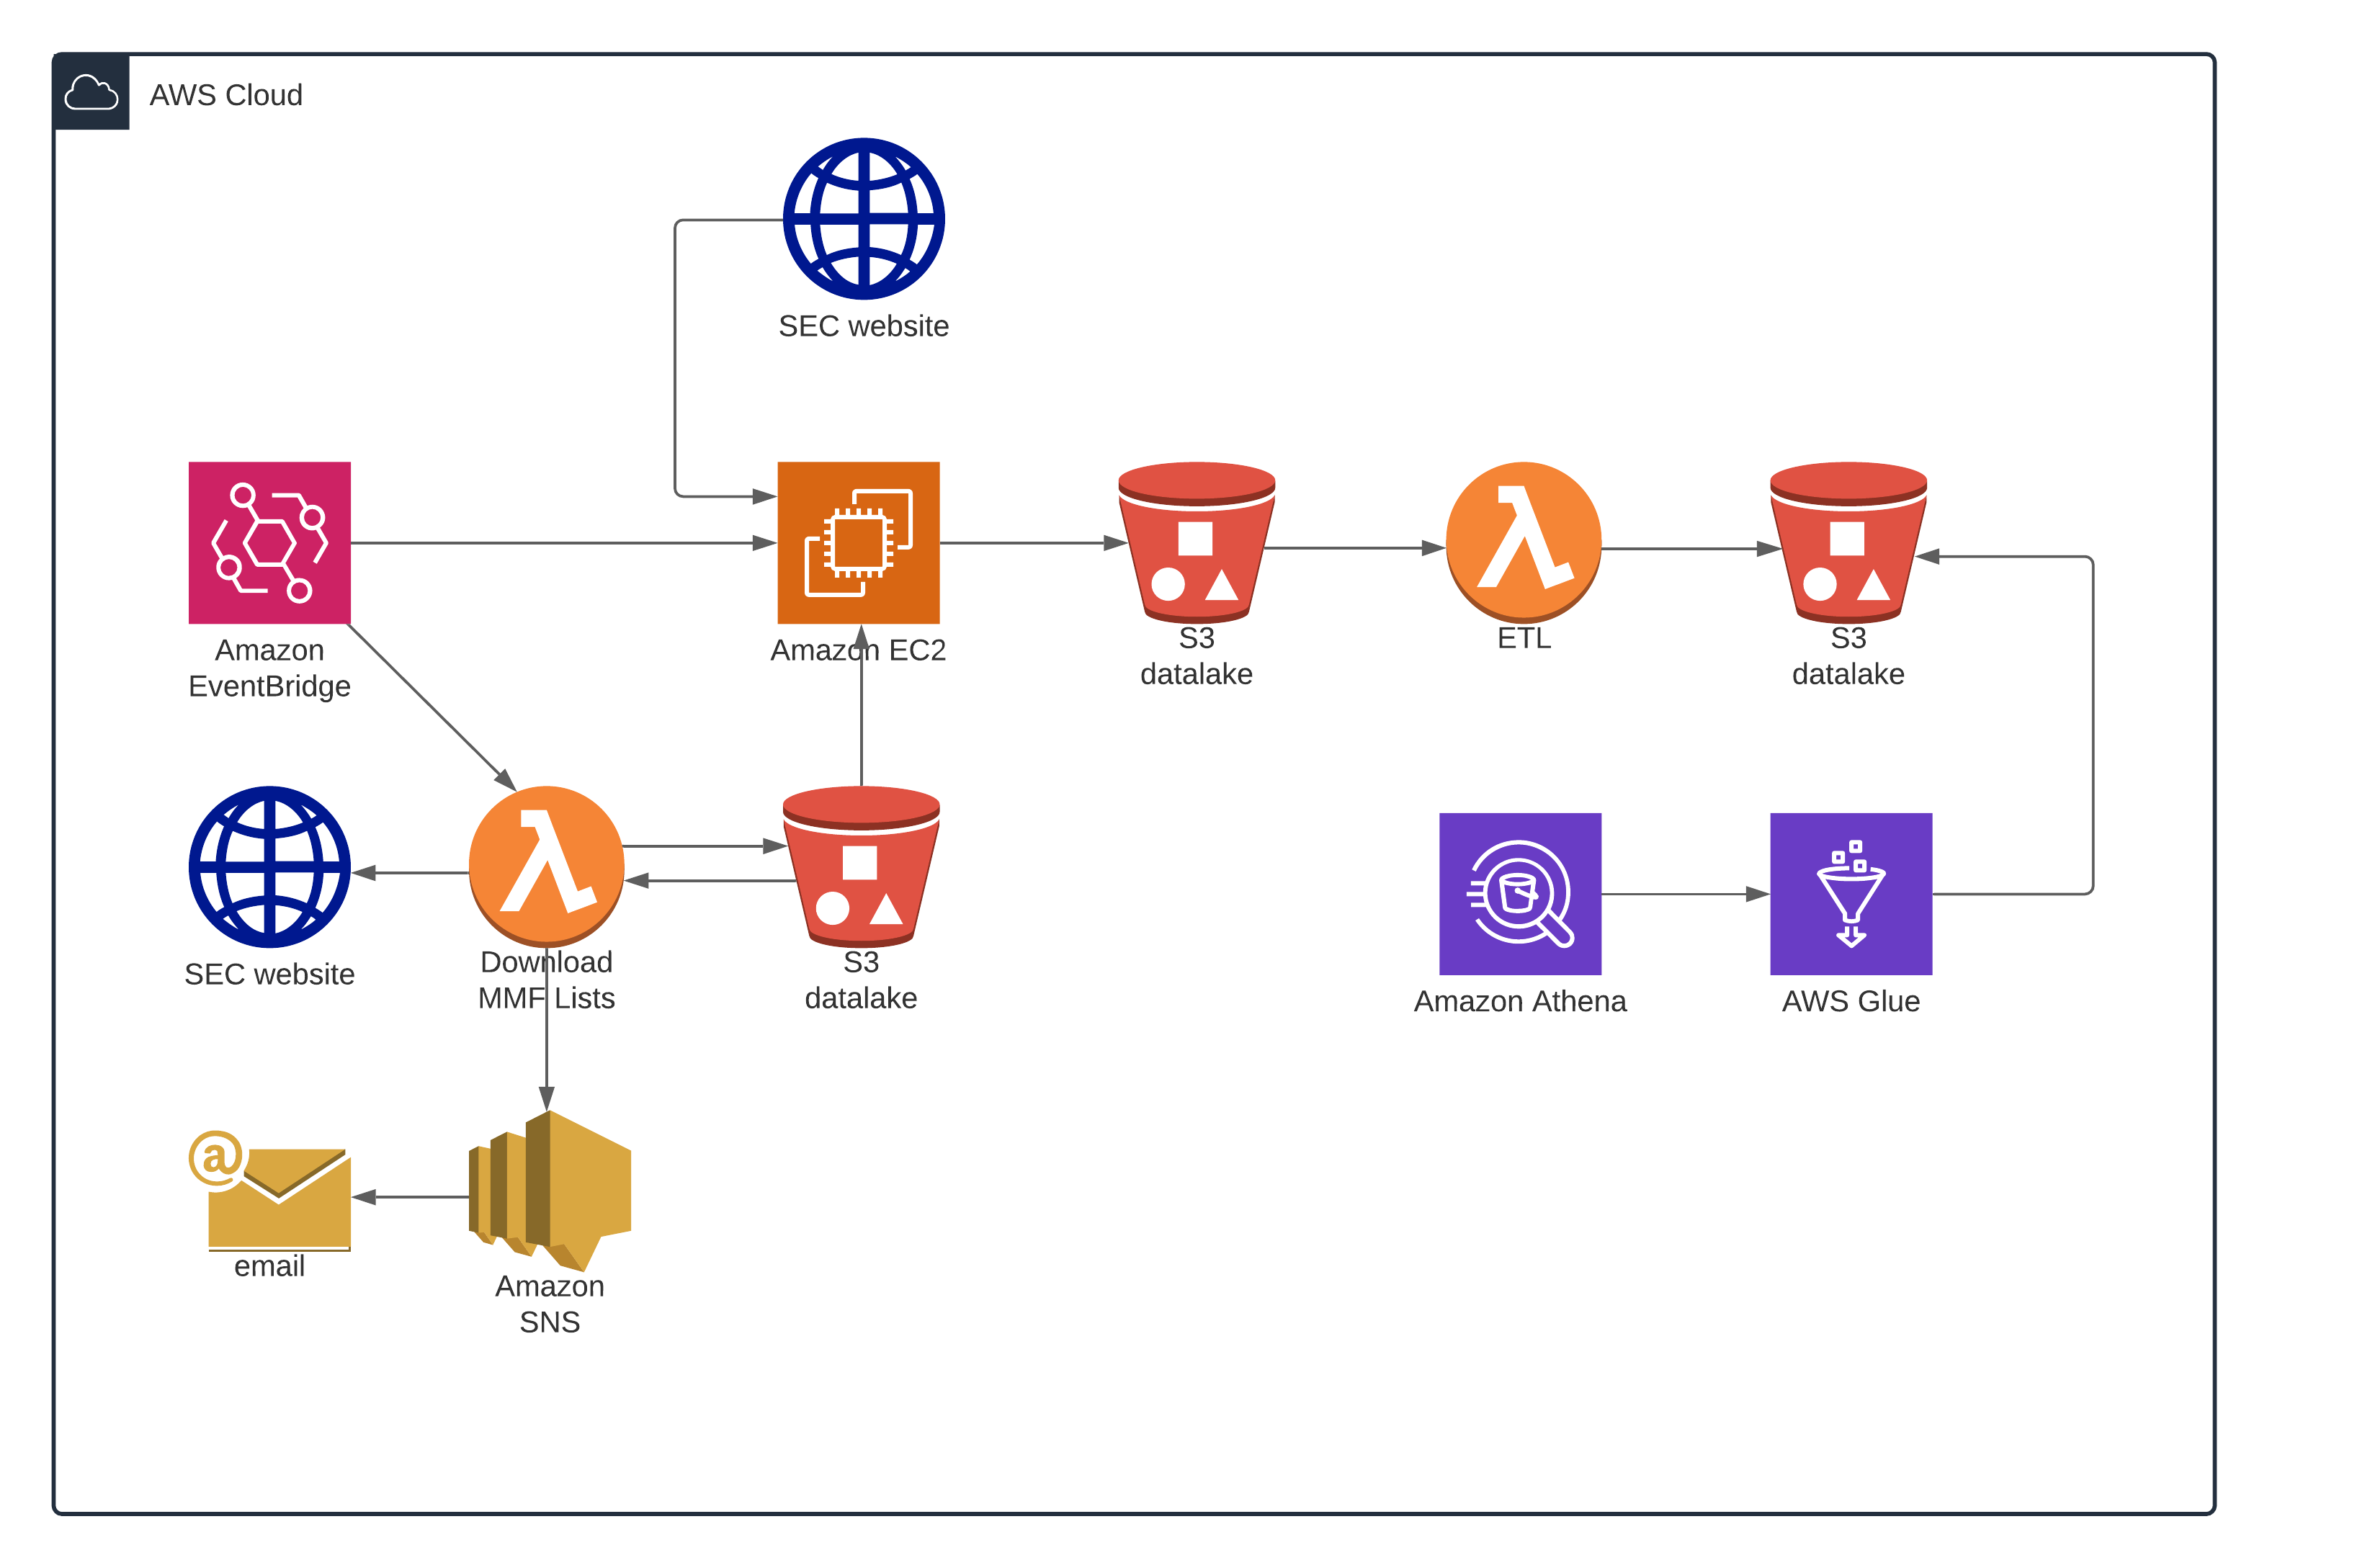 AWS Cloud
SEC website
Amazon
EventBridge
Amazon EC2
S3
datalake
ETL
S3
datalake
SEC website
Download
MMF Lists
S3
datalake
Amazon Athena
AWS Glue
@
email
Amazon
SNS